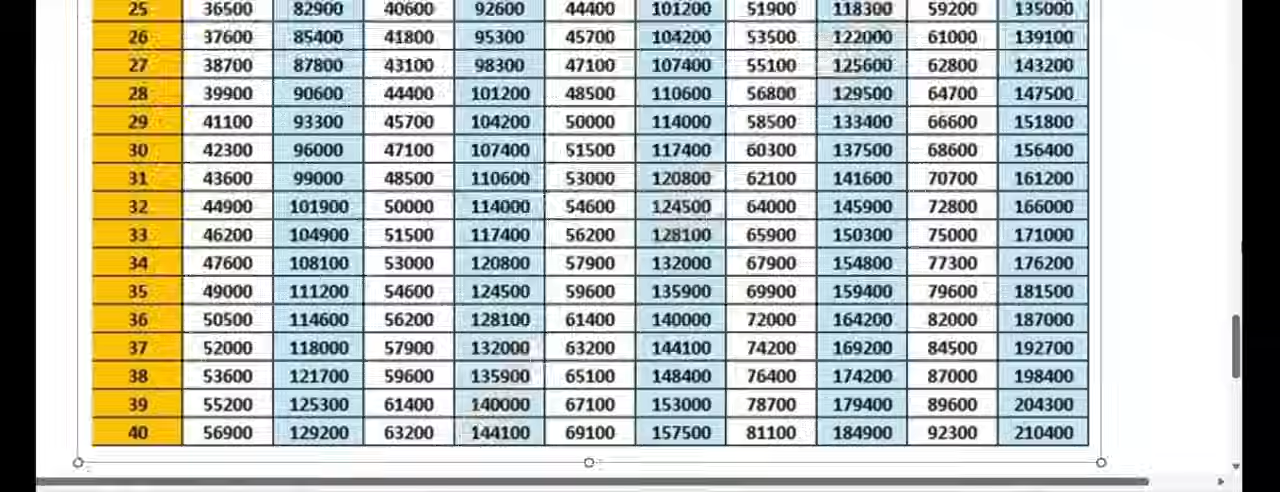 25 36500 82900 40600 92600 44400 101200 51900 118300 59200 135000
26 37600 85400 41800 95300 45700 104200 53500 122000 61000 139100
27 38700 87800 43100 98300 47100 107400 55100 125600 62800 143200
28 39900 90600 44400 101200 48500 110600 56800 129500 64700 147500
29 41100 93300 45700 104200 50000 114000 58500 133400 66600 151800
30 42300 96000 47100 107400 51500 117400 60300 137500 68600 156400
31 43600 99000 48500 110600 53000 120800 62100 141600 70700 161200
32 44900 101900 50000 114000 54600 124500 64000 145900 72800 166000
33 46200 104900 51500 117400 56200 128100 65900 150300 75000 171000
34 47600 108100 53000 120800 57900 132000 67900 154800 77300 176200
35 49000 111200 54600 124500 59600 135900 69900 159400 79600 181500
36 50500 114600 56200 128100 61400 140000 72000 164200 82000 187000
37 52000 118000 57900 132000 63200 144100 74200 169200 84500 192700
38 53600 121700 59600 135900 65100 148400 76400 174200 87000 198400
39 55200 125300 61400 140000 67100 153000 78700 179400 89600 204300
40 56900 129200 63200 144100 69100 157500 81100 184900 92300 210400